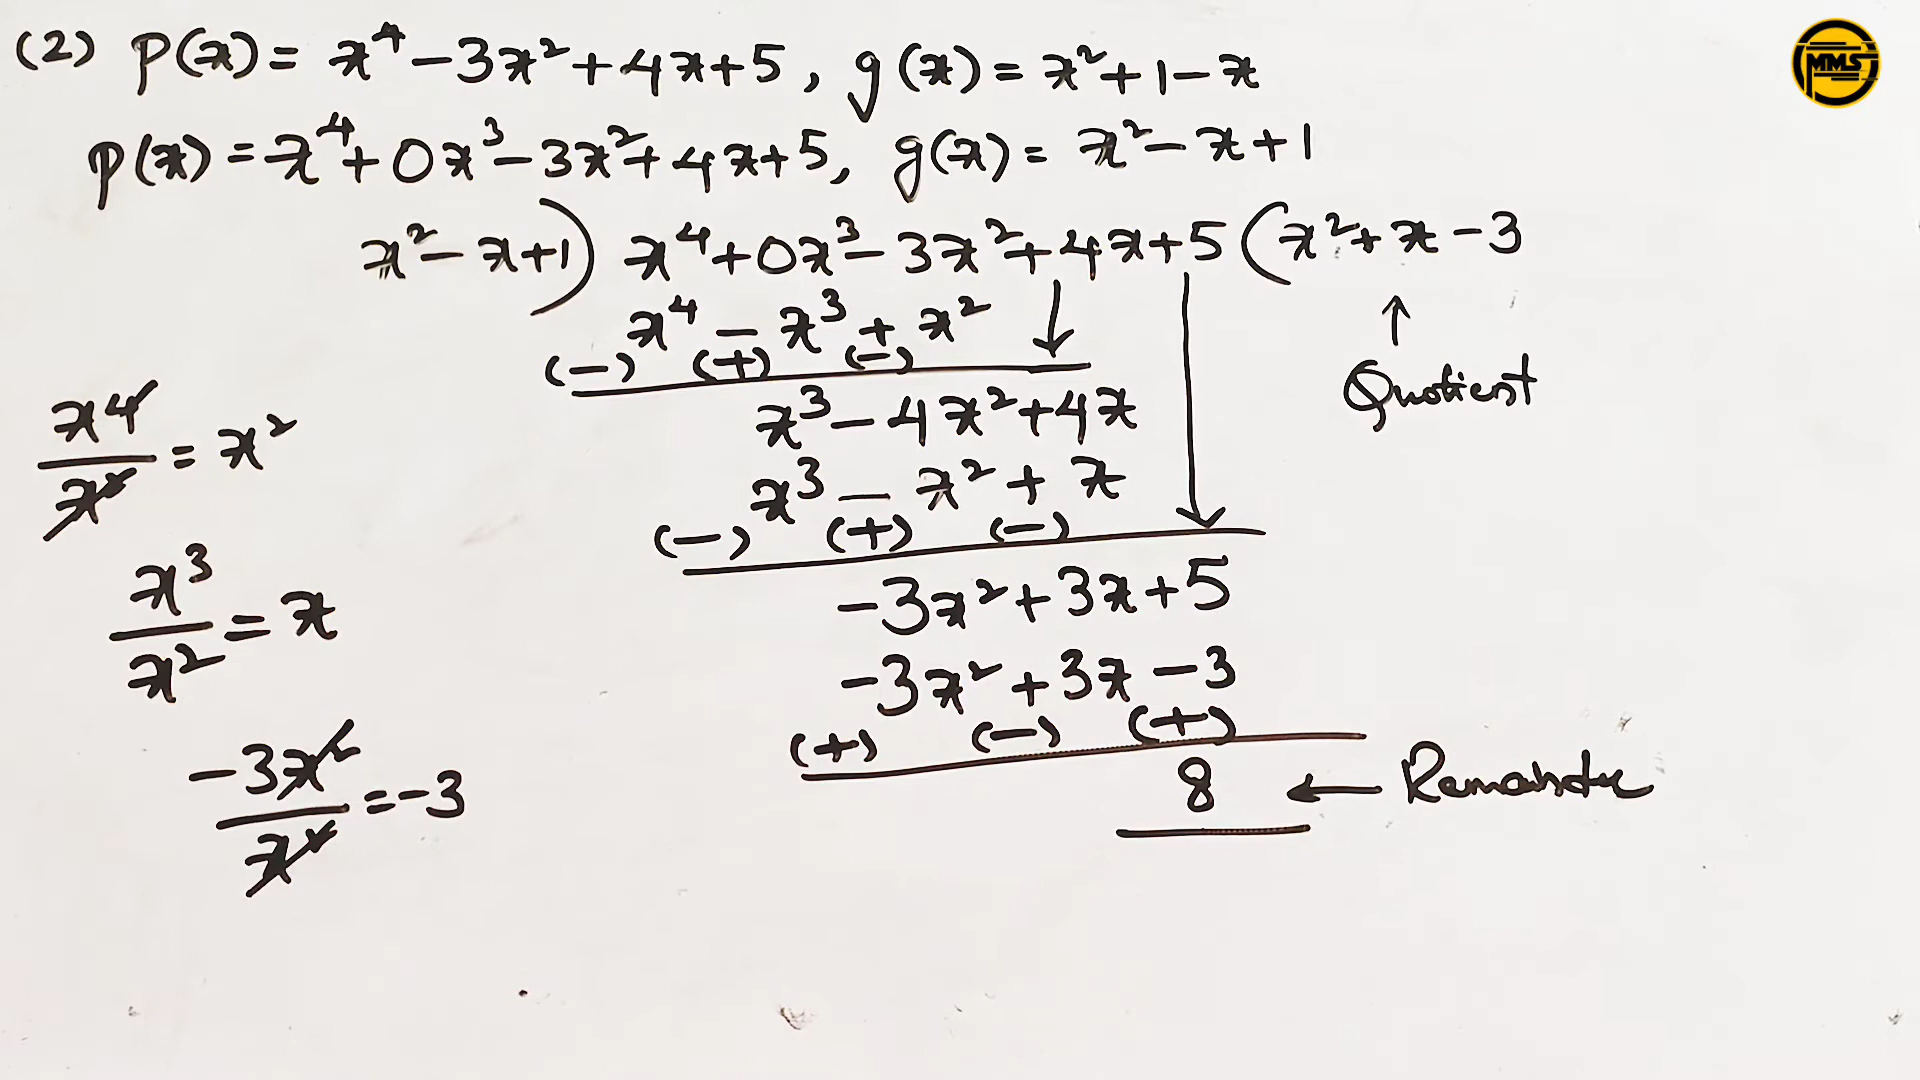 (2) p(x) = x⁴ - 3x² + 4x + 5, g(x) = x² + 1 - x
p(x) = x⁴ + 0x³ - 3x² + 4x + 5, g(x) = x² - x + 1
x² - x + 1) x⁴ + 0x³ - 3x² + 4x + 5 (x² + x - 3
x⁴ - x³ + x²
(-) (+) (-)
↑
Quotient
x³ - 4x² + 4x
x⁴/x² = x²
x³ - x² + x
(-) (+) (-)
-3x² + 3x + 5
x³/x² = x
-3x² + 3x - 3
(+) (-) (+)
8 ← Remainder
-3x²/x² = -3
MMS